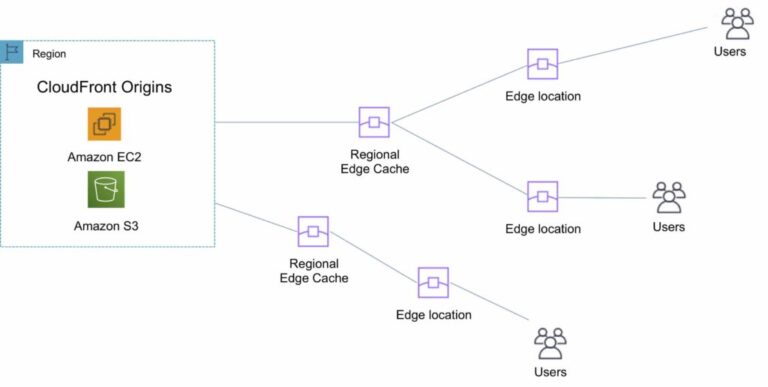 Region
CloudFront Origins
Amazon EC2
Amazon S3
Regional
Edge Cache
Edge location
Users
Edge location
Users
Regional
Edge Cache
Edge location
Users